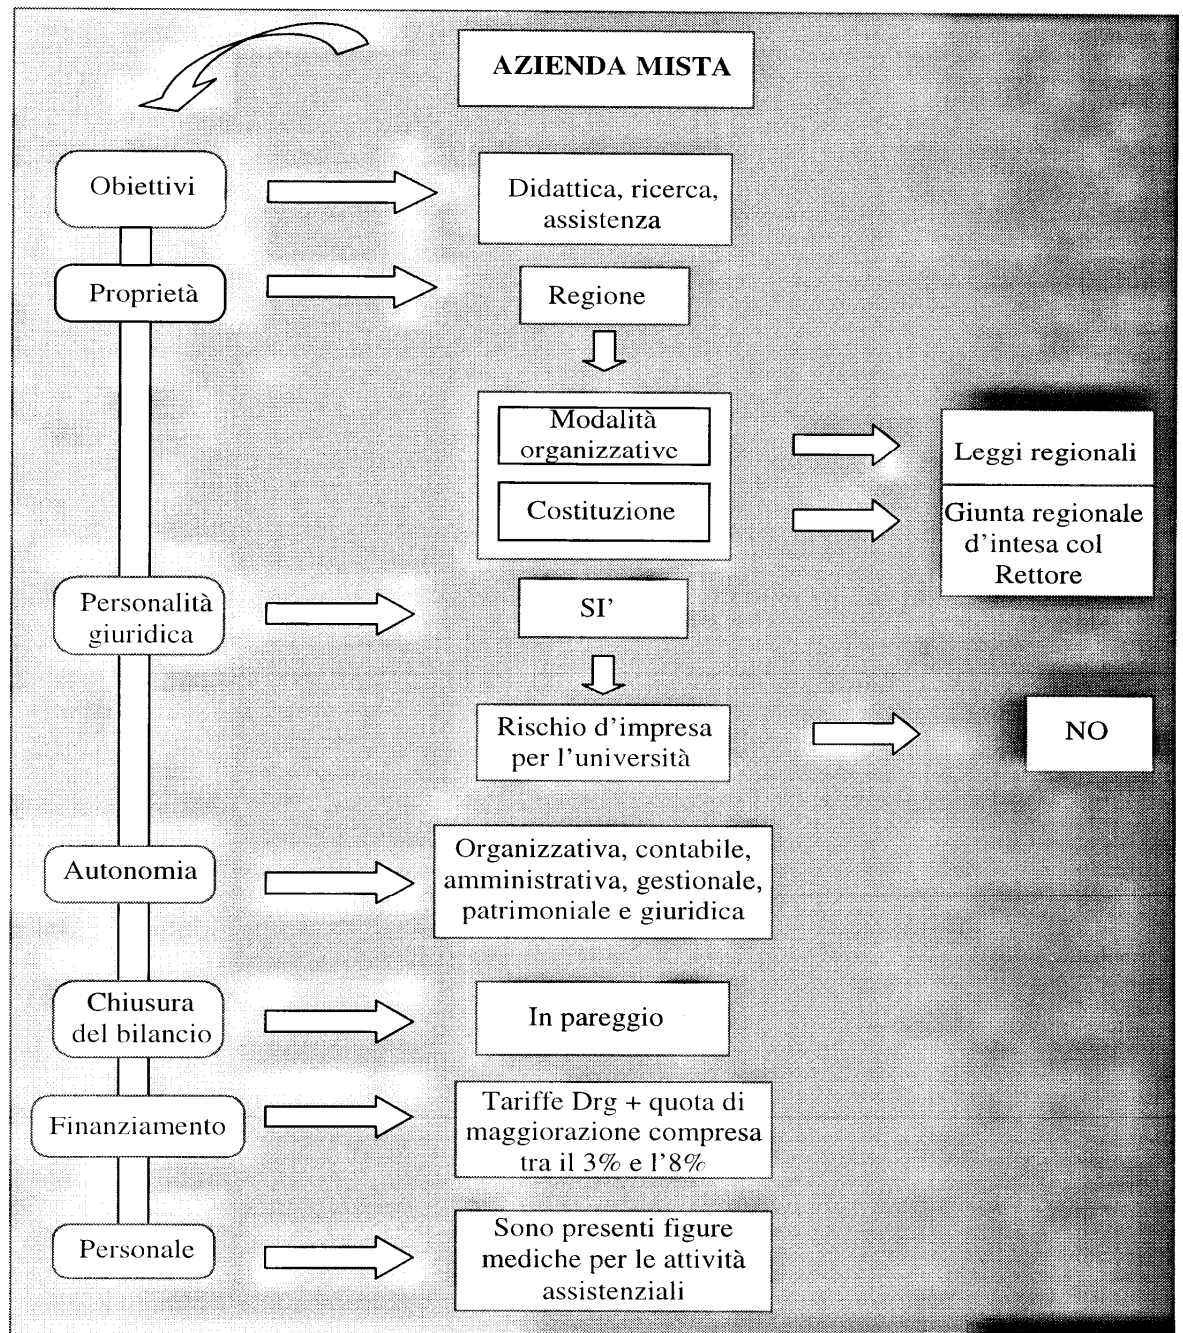 AZIENDA MISTA
Obiettivi
Didattica, ricerca,
assistenza
Proprietà
Regione
Modalità
organizzative
Leggi regionali
Costituzione
Giunta regionale
d'intesa col
Rettore
Personalità
giuridica
SI'
Rischio d'impresa
per l'università
NO
Autonomia
Organizzativa, contabile,
amministrativa, gestionale,
patrimoniale e giuridica
Chiusura
del bilancio
In pareggio
Finanziamento
Tariffe Drg + quota di
maggiorazione compresa
tra il 3% e l'8%
Personale
Sono presenti figure
mediche per le attività
assistenziali